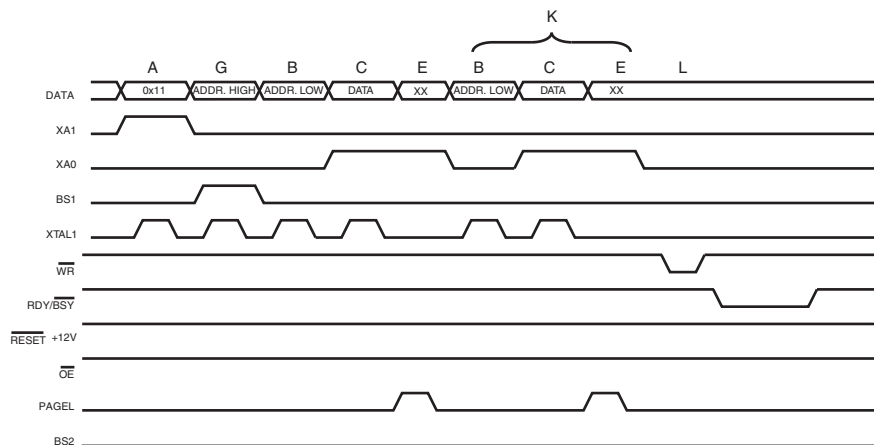 K
A G B C E B C E L
DATA 0x11 ADDR. HIGH ADDR. LOW DATA XX ADDR. LOW DATA XX
XA1
XA0
BS1
XTAL1
WR
RDY/BSY
RESET +12V
OE
PAGEL
BS2